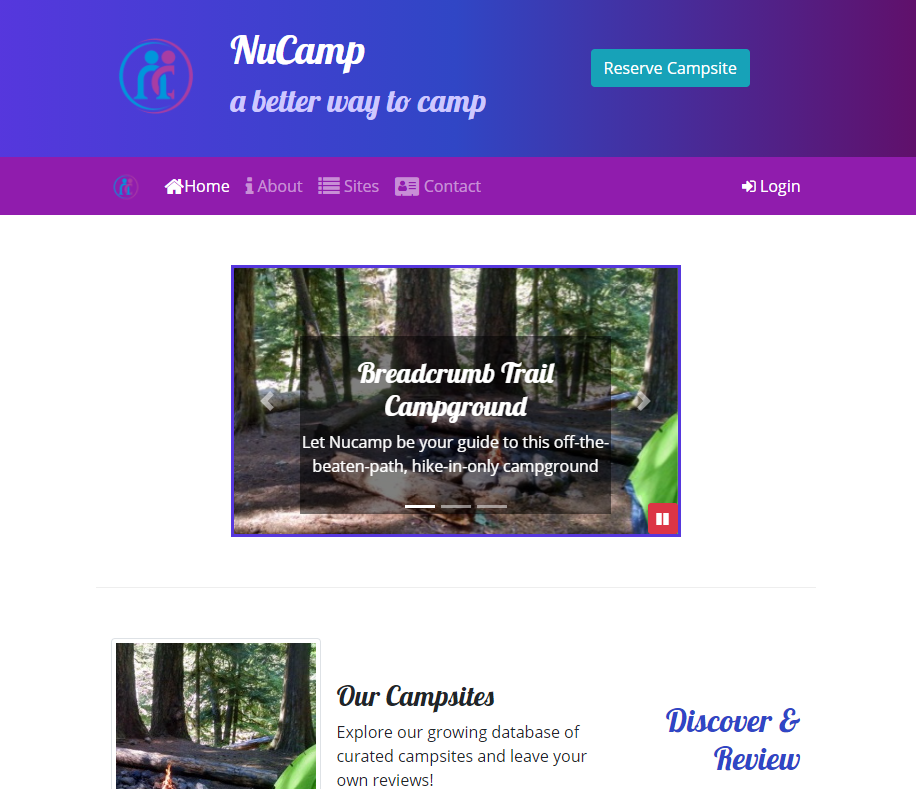 NuCamp
a better way to camp
Reserve Campsite
Home About Sites Contact Login
Breadcrumb Trail
Campground
Let Nucamp be your guide to this off-the-
beaten-path, hike-in-only campground
Our Campsites
Explore our growing database of
curated campsites and leave your
own reviews!
Discover &
Review